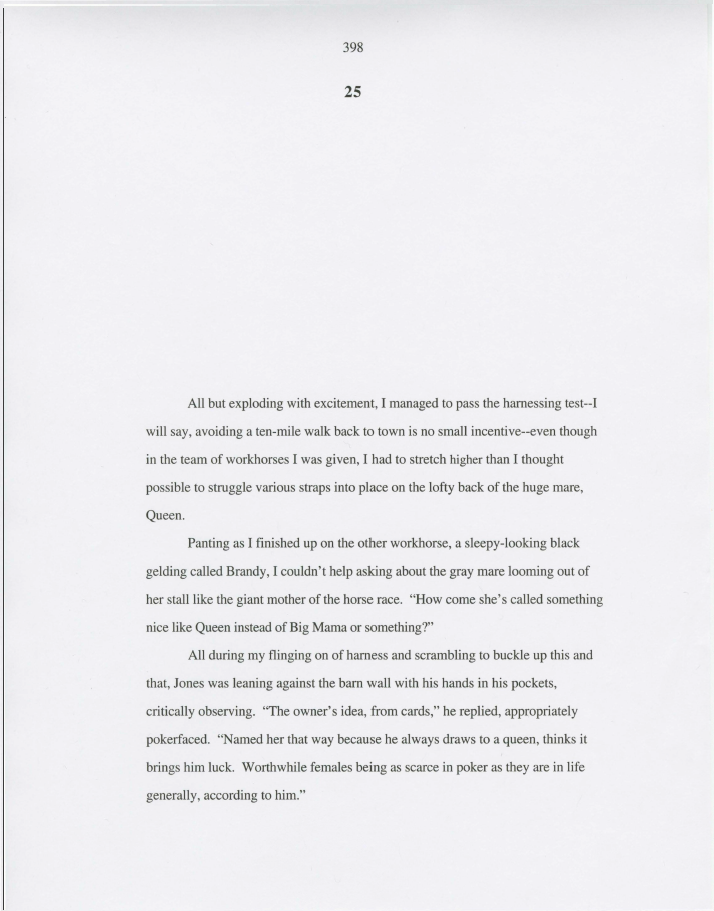 398
25
All but exploding with excitement, I managed to pass the harnessing test--I
will say, avoiding a ten-mile walk back to town is no small incentive--even though
in the team of workhorses I was given, I had to stretch higher than I thought
possible to struggle various straps into place on the lofty back of the huge mare,
Queen.
Panting as I finished up on the other workhorse, a sleepy-looking black
gelding called Brandy, I couldn’t help asking about the gray mare looming out of
her stall like the giant mother of the horse race.  “How come she’s called something
nice like Queen instead of Big Mama or something?”
All during my flinging on of harness and scrambling to buckle up this and
that, Jones was leaning against the barn wall with his hands in his pockets,
critically observing.  “The owner’s idea, from cards,” he replied, appropriately
pokerfaced.  “Named her that way because he always draws to a queen, thinks it
brings him luck.  Worthwhile females being as scarce in poker as they are in life
generally, according to him.”